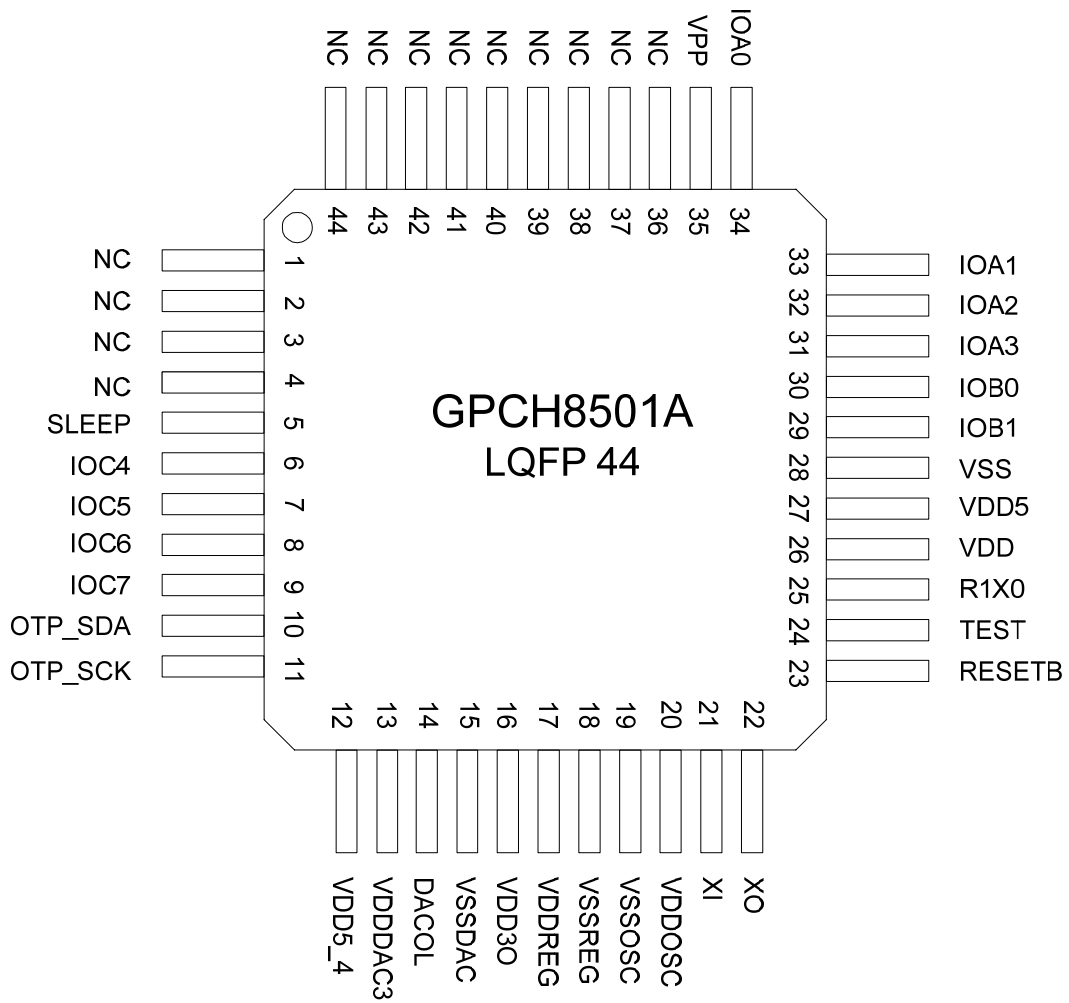 NC
NC
NC
NC
NC
NC
NC
NC
NC
VPP
IOA0
44
43
42
41
40
39
38
37
36
35
34
NC
1
NC
2
NC
3
NC
4
SLEEP
5
IOC4
6
IOC5
7
IOC6
8
IOC7
9
OTP_SDA
10
OTP_SCK
11
GPCH8501A
LQFP 44
33
IOA1
32
IOA2
31
IOA3
30
IOB0
29
IOB1
28
VSS
27
VDD5
26
VDD
25
R1X0
24
TEST
23
RESETB
12
13
14
15
16
17
18
19
20
21
22
VDD5_4
VDDDAC3
DACOL
VSSDAC
VDD3O
VDDREG
VSSREG
VSSOSC
VDDOSC
XI
XO